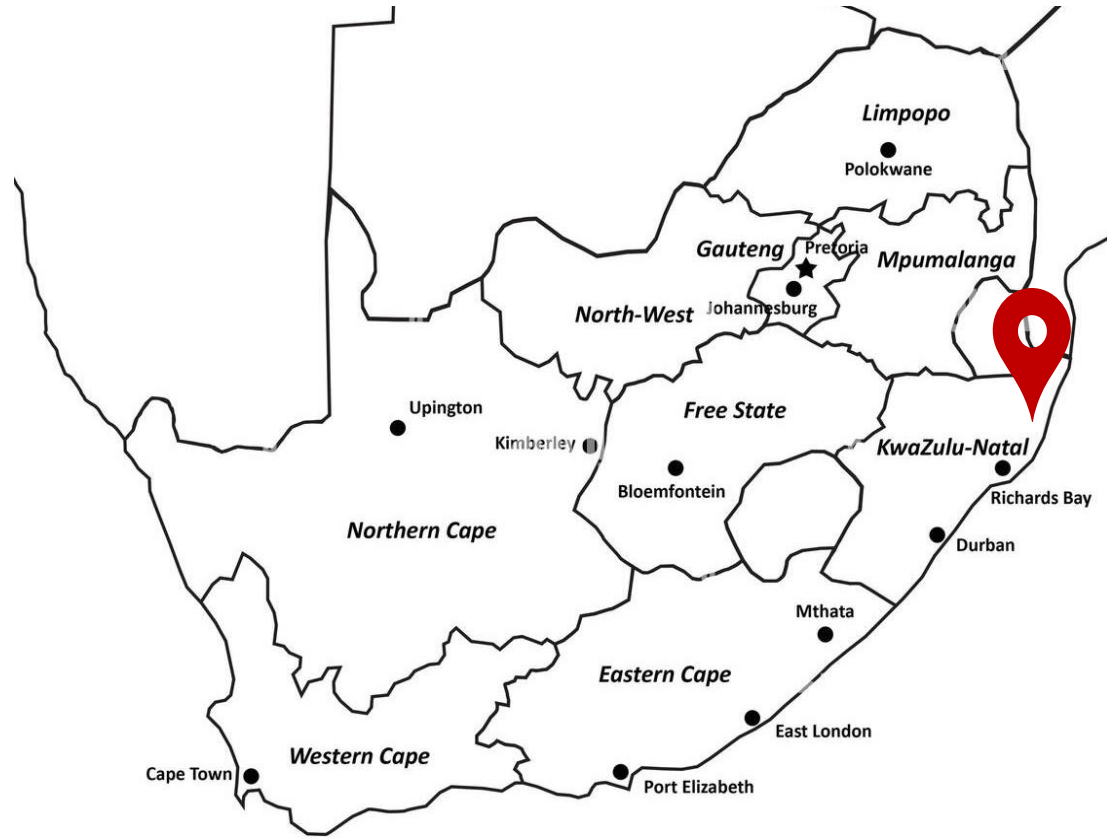 Limpopo
Polokwane
Gauteng
Pretoria
Mpumalanga
North-West
Johannesburg
Upington
Free State
Kimberley
KwaZulu-Natal
Bloemfontein
Richards Bay
Northern Cape
Durban
Mthata
Eastern Cape
East London
Western Cape
Cape Town
Port Elizabeth